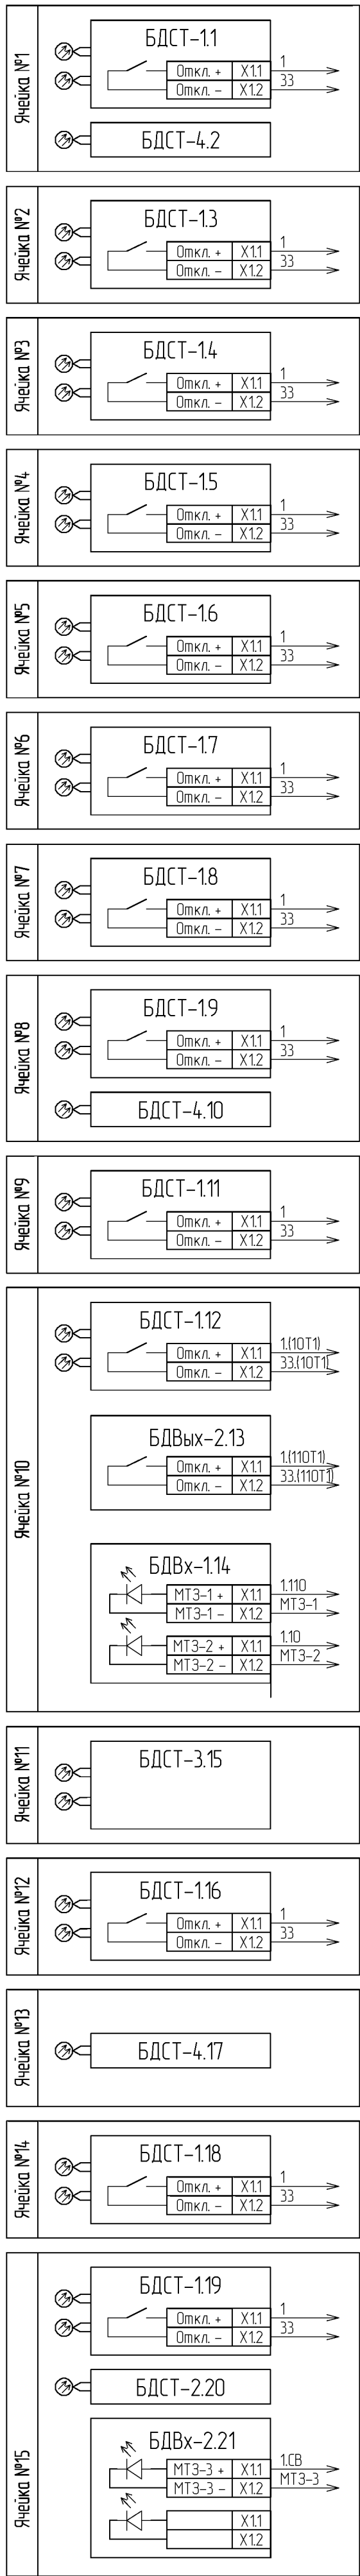 Ячейка №1
БДСТ-1.1
Откл. + X1.1 1
Откл. - X1.2 33
БДСТ-4.2
Ячейка №2
БДСТ-1.3
Откл. + X1.1 1
Откл. - X1.2 33
Ячейка №3
БДСТ-1.4
Откл. + X1.1 1
Откл. - X1.2 33
Ячейка №4
БДСТ-1.5
Откл. + X1.1 1
Откл. - X1.2 33
Ячейка №5
БДСТ-1.6
Откл. + X1.1 1
Откл. - X1.2 33
Ячейка №6
БДСТ-1.7
Откл. + X1.1 1
Откл. - X1.2 33
Ячейка №7
БДСТ-1.8
Откл. + X1.1 1
Откл. - X1.2 33
Ячейка №8
БДСТ-1.9
Откл. + X1.1 1
Откл. - X1.2 33
БДСТ-4.10
Ячейка №9
БДСТ-1.11
Откл. + X1.1 1
Откл. - X1.2 33
Ячейка №10
БДСТ-1.12
Откл. + X1.1 1.(10Т1)
Откл. - X1.2 33.(10Т1)
БДВых-2.13
Откл. + X1.1 1.(110Т1)
Откл. - X1.2 33.(110Т1)
БДВх-1.14
МТЗ-1 + X1.1 1.110
МТЗ-1 - X1.2 МТЗ-1
МТЗ-2 + X1.1 1.10
МТЗ-2 - X1.2 МТЗ-2
Ячейка №11
БДСТ-3.15
Ячейка №12
БДСТ-1.16
Откл. + X1.1 1
Откл. - X1.2 33
Ячейка №13
БДСТ-4.17
Ячейка №14
БДСТ-1.18
Откл. + X1.1 1
Откл. - X1.2 33
Ячейка №15
БДСТ-1.19
Откл. + X1.1 1
Откл. - X1.2 33
БДСТ-2.20
БДВх-2.21
МТЗ-3 + X1.1 1.СВ
МТЗ-3 - X1.2 МТЗ-3
X1.1
X1.2